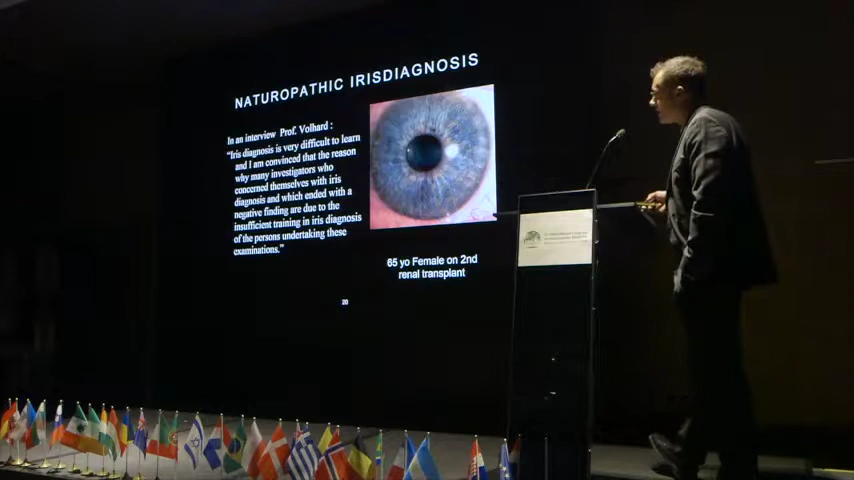 NATUROPATHIC IRISDIAGNOSIS
In an interview Prof. Volhard :
“Iris diagnosis is very difficult to learn
and I am convinced that the reason
why many investigators who
concerned themselves with iris
diagnosis and which ended with a
negative finding are due to the
insufficient training in iris diagnosis
of the persons undertaking these
examinations.”
65 yo Female on 2nd
renal transplant
20